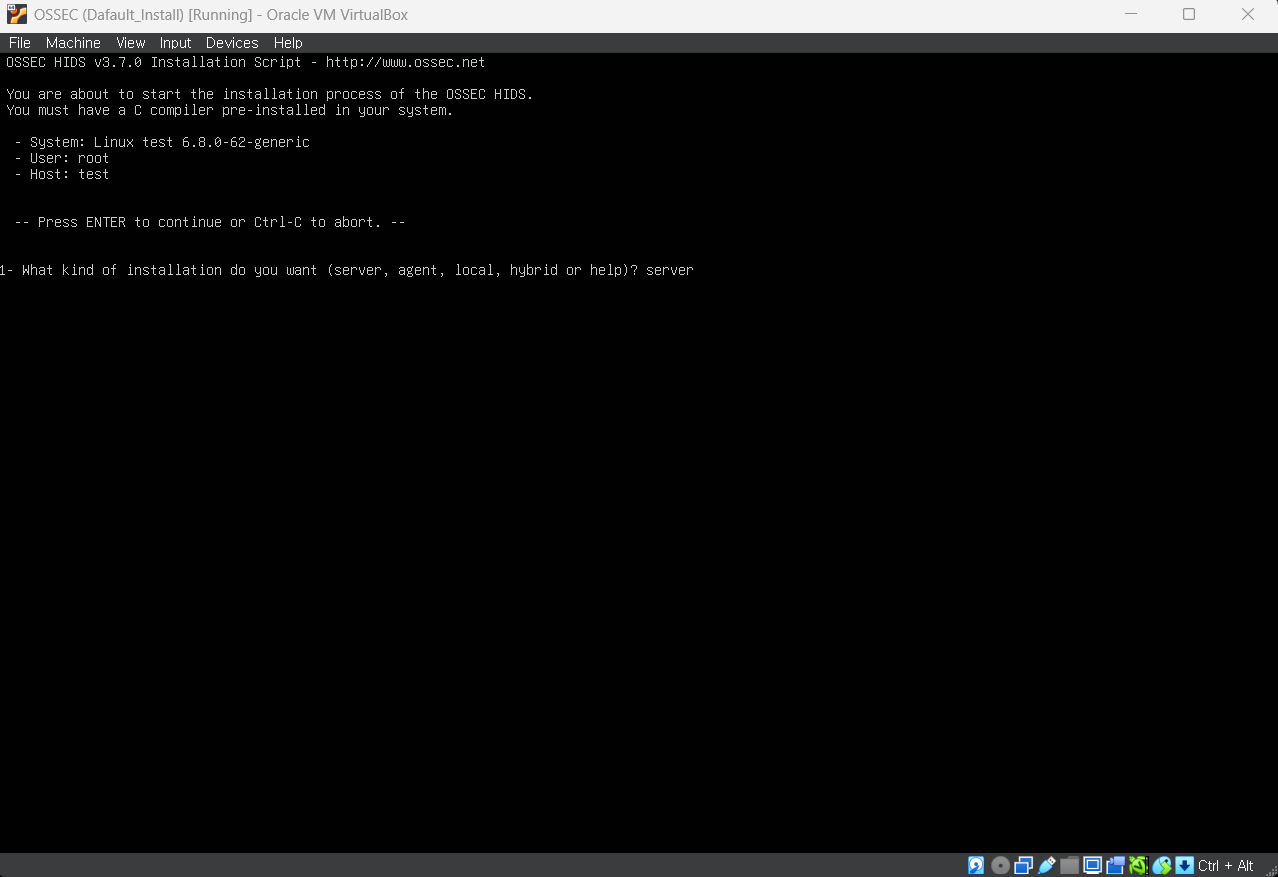 OSSEC (Dafault_Install) [Running] - Oracle VM VirtualBox
File Machine View Input Devices Help
OSSEC HIDS v3.7.0 Installation Script - http://www.ossec.net
You are about to start the installation process of the OSSEC HIDS.
You must have a C compiler pre-installed in your system.
- System: Linux test 6.8.0-62-generic
- User: root
- Host: test
-- Press ENTER to continue or Ctrl-C to abort. --
1- What kind of installation do you want (server, agent, local, hybrid or help)? server
Ctrl + Alt